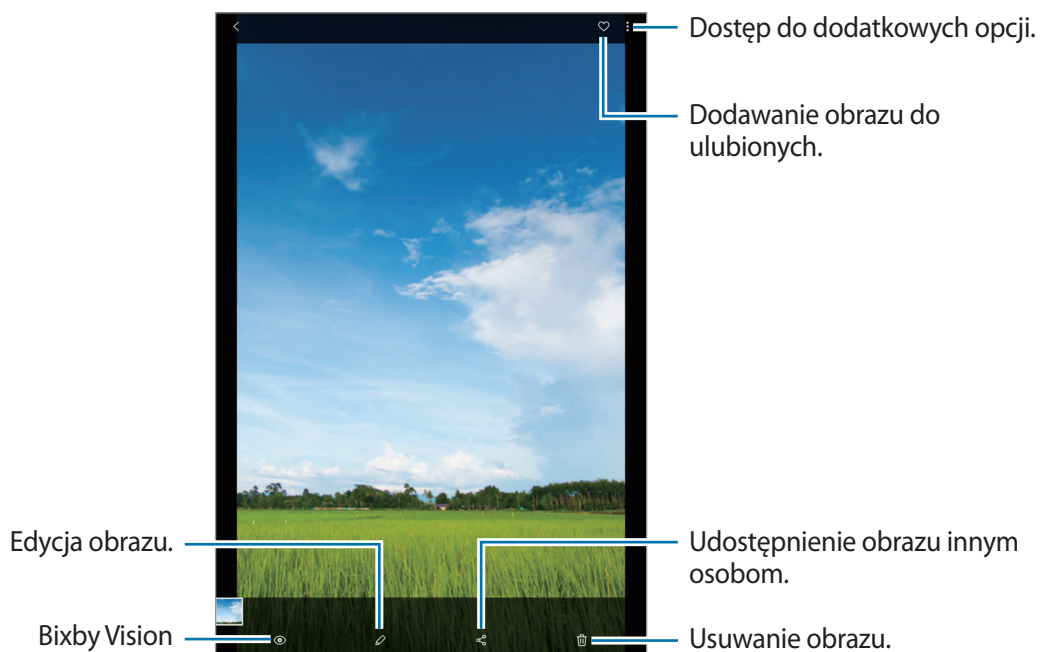 Dostęp do dodatkowych opcji.
Dodawanie obrazu do
ulubionych.
Edycja obrazu.
Udostępnienie obrazu innym
osobom.
Bixby Vision
Usuwanie obrazu.